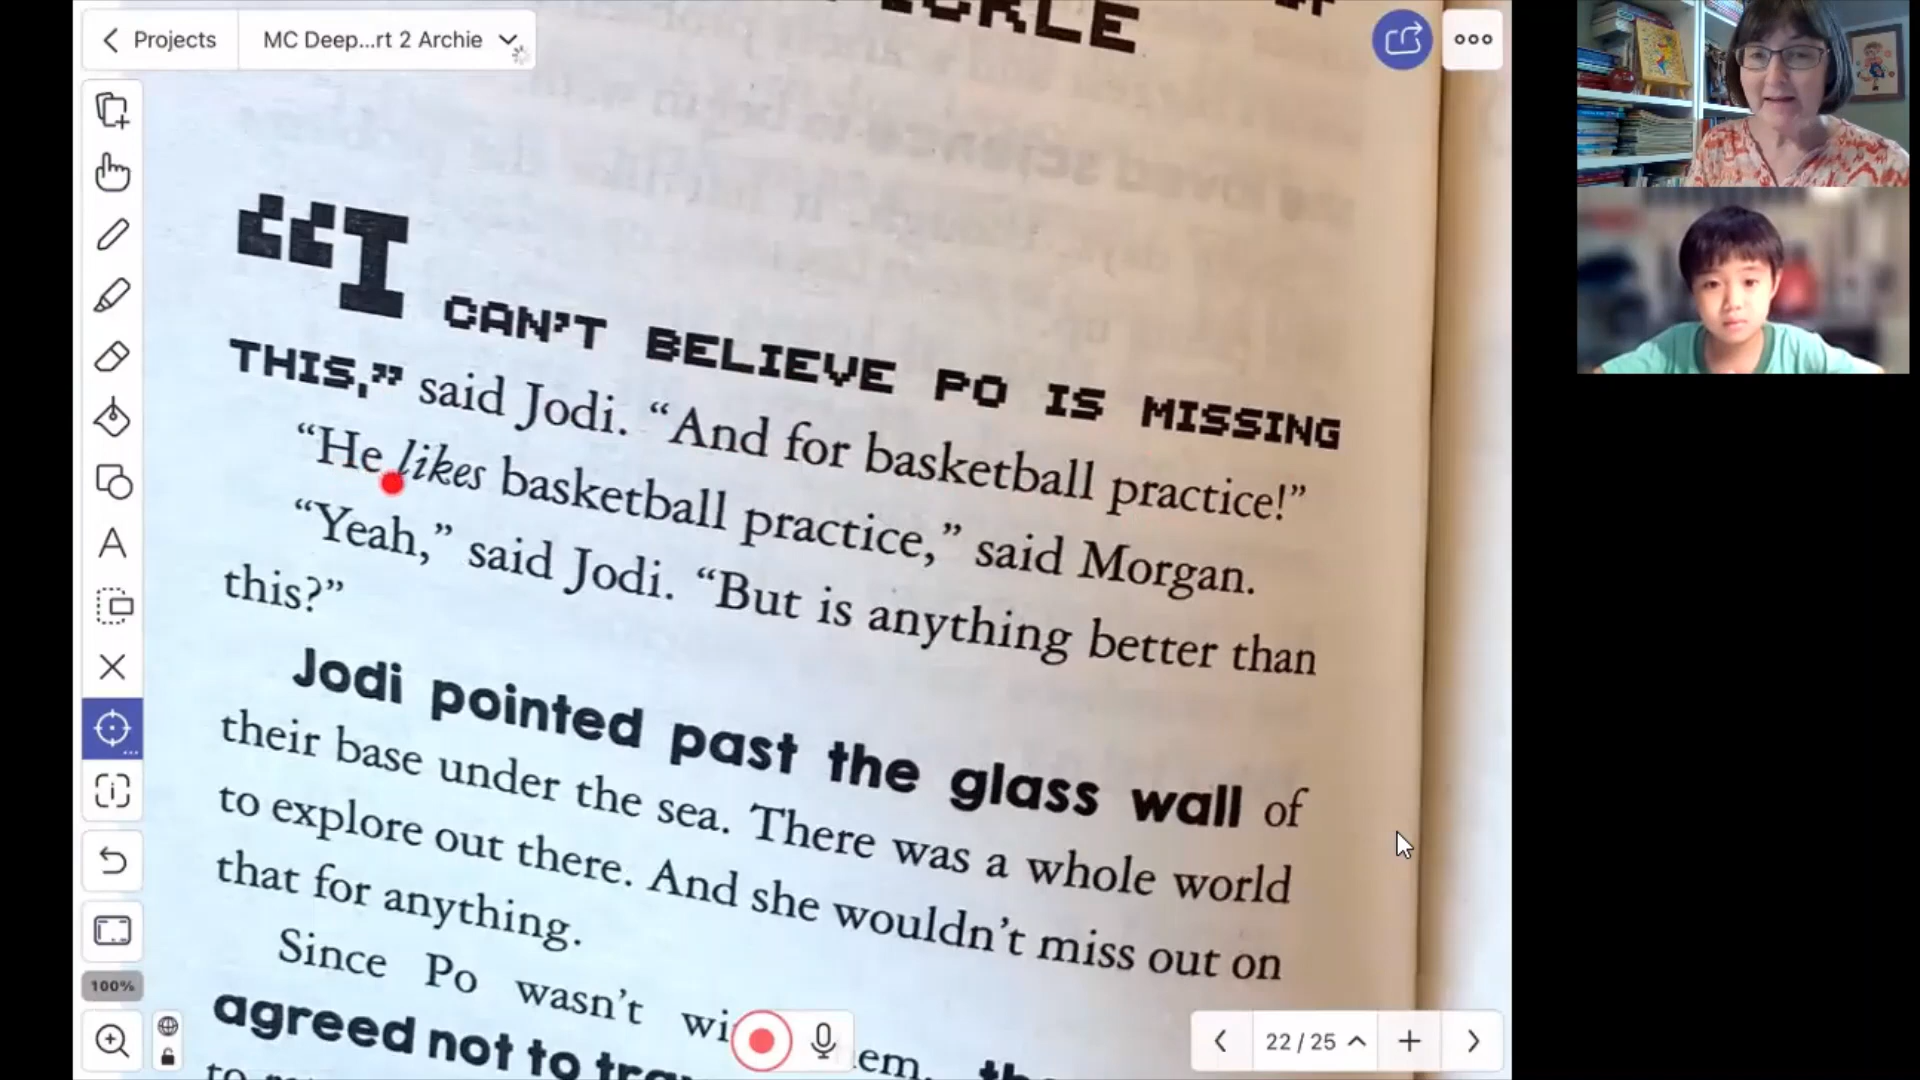 Projects
MC Deep...rt 2 Archie
“I CAN’T BELIEVE PO IS MISSING
THIS,” said Jodi. “And for basketball practice!”
“He likes basketball practice,” said Morgan.
“Yeah,” said Jodi. “But is anything better than
this?”
Jodi pointed past the glass wall of
their base under the sea. There was a whole world
to explore out there. And she wouldn’t miss out on
that for anything.
Since Po wasn’t
agreed not to
100%
22 / 25